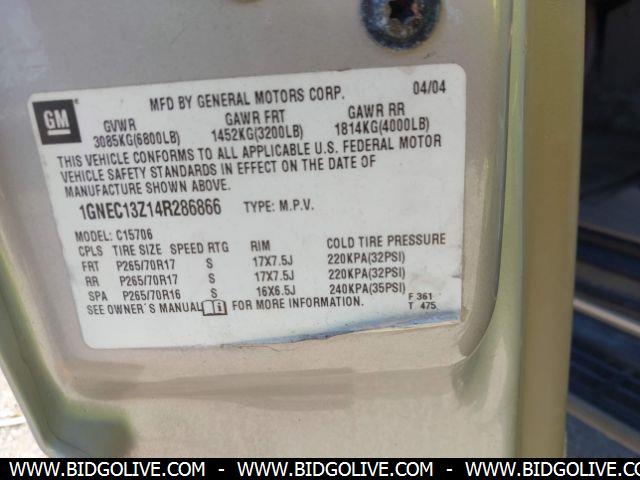 GM
MFD BY GENERAL MOTORS CORP. 04/04
GVWR GAWR FRT GAWR RR
3085KG(6800LB) 1452KG(3200LB) 1814KG(4000LB)
THIS VEHICLE CONFORMS TO ALL APPLICABLE U.S. FEDERAL MOTOR
VEHICLE SAFETY STANDARDS IN EFFECT ON THE DATE OF
MANUFACTURE SHOWN ABOVE.
1GNEC13Z14R286866 TYPE: M.P.V.
MODEL: C15706
CPLS TIRE SIZE SPEED RTG RIM COLD TIRE PRESSURE
FRT P265/70R17 S 17X7.5J 220KPA(32PSI)
RR P265/70R17 S 17X7.5J 220KPA(32PSI)
SPA P265/70R16 S 16X6.5J 240KPA(35PSI)
SEE OWNER'S MANUAL FOR MORE INFORMATION.
F 361
T 475
WWW.BIDGOLIVE.COM - WWW.BIDGOLIVE.COM - WWW.BIDGOLIVE.COM